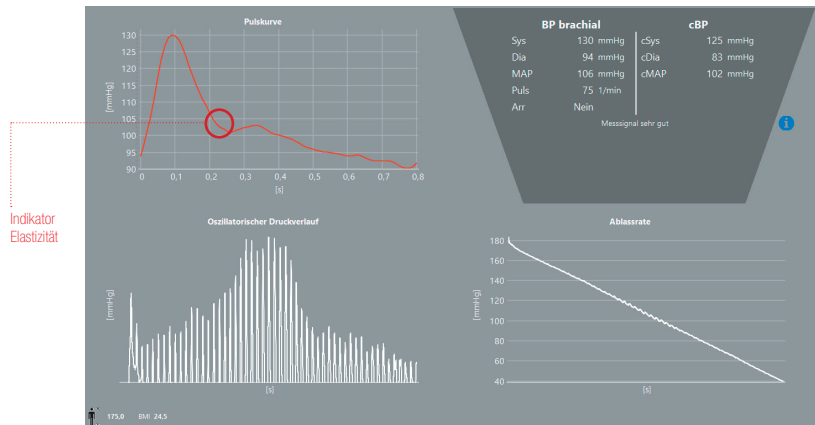 Pulskurve
[mmHg]
130
125
120
115
110
105
100
95
90
0 0,1 0,2 0,3 0,4 0,5 0,6 0,7 0,8
[s]
BP brachial cBP
Sys 130 mmHg cSys 125 mmHg
Dia 94 mmHg cDia 83 mmHg
MAP 106 mmHg cMAP 102 mmHg
Puls 75 1/min
Arr Nein
Messsignal sehr gut
i
Indikator
Elastizität
Oszillatorischer Druckverlauf
[mmHg]
[s]
Ablassrate
[mmHg]
180
160
140
120
100
80
60
40
[s]
175,0 BMI 24,5